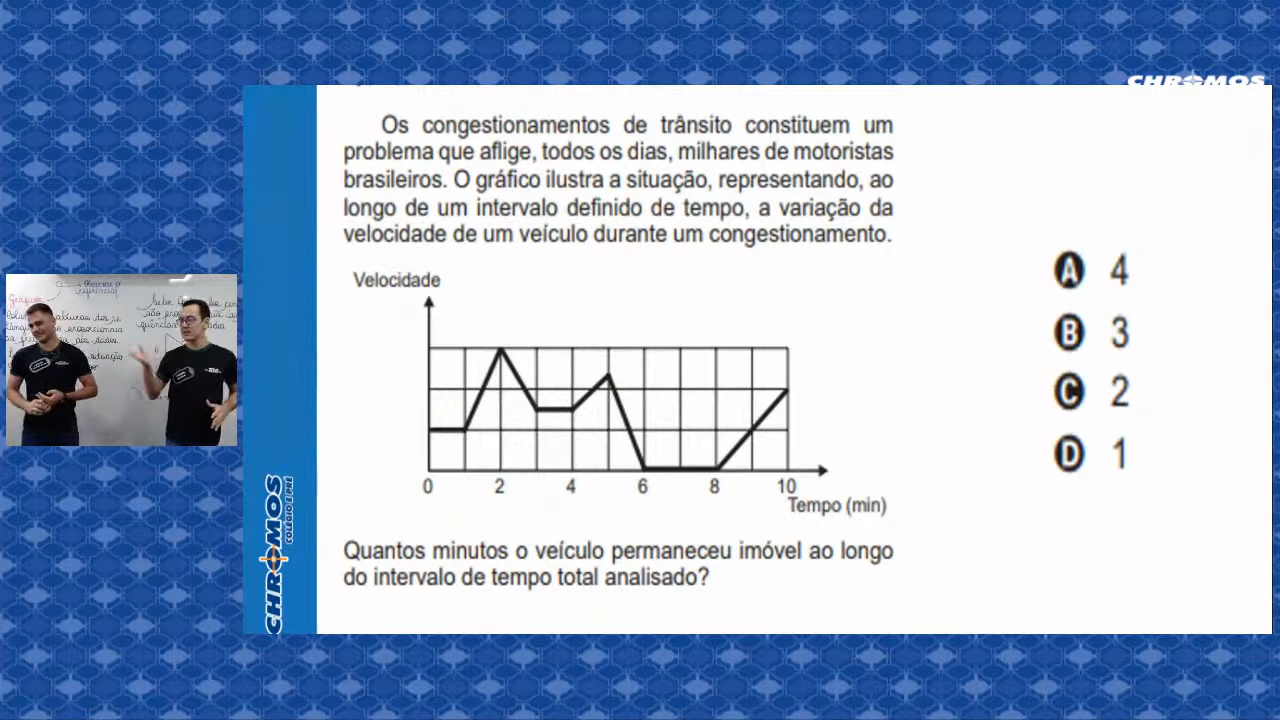 CHROMOS
Os congestionamentos de trânsito constituem um
problema que aflige, todos os dias, milhares de motoristas
brasileiros. O gráfico ilustra a situação, representando, ao
longo de um intervalo definido de tempo, a variação da
velocidade de um veículo durante um congestionamento.
Velocidade
0 2 4 6 8 10
Tempo (min)
Quantos minutos o veículo permaneceu imóvel ao longo
do intervalo de tempo total analisado?
A 4
B 3
C 2
D 1
CHROMOS
COLÉGIO E PRÉ
Gráficos